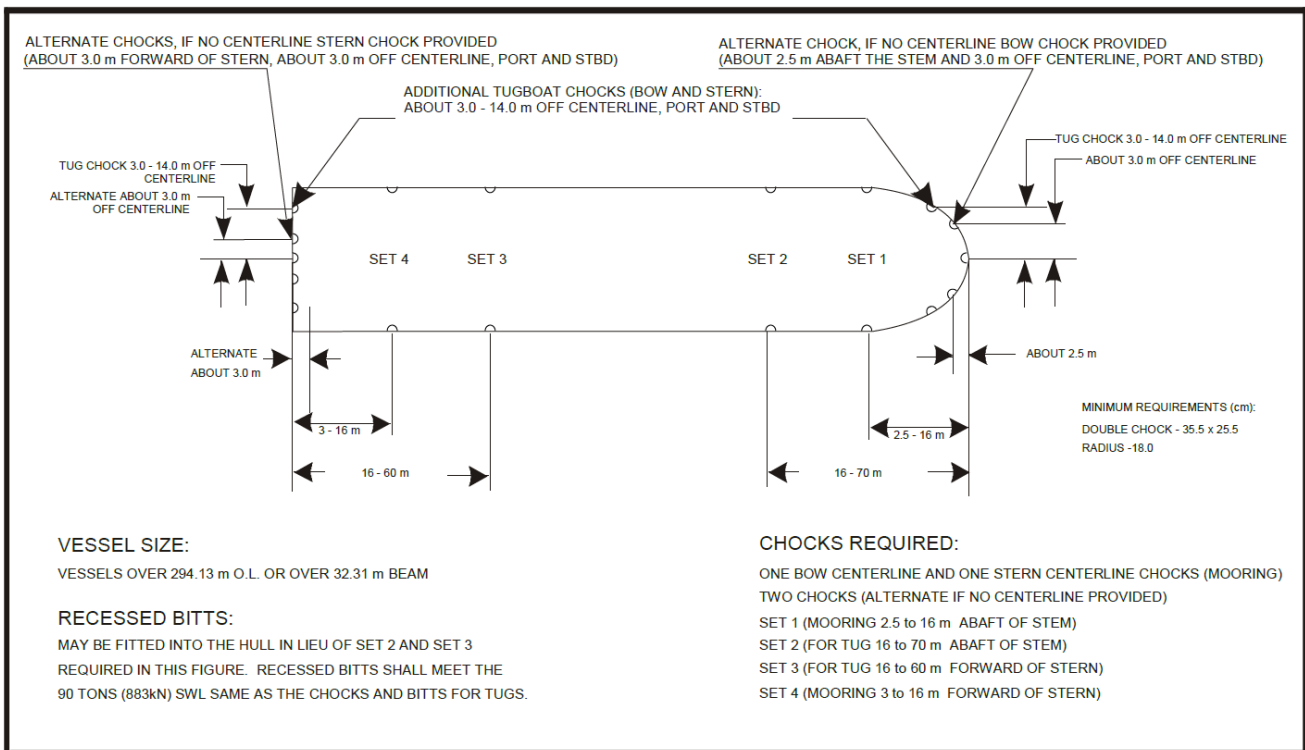 ALTERNATE CHOCKS, IF NO CENTERLINE STERN CHOCK PROVIDED
(ABOUT 3.0 m FORWARD OF STERN, ABOUT 3.0 m OFF CENTERLINE, PORT AND STBD)
ALTERNATE CHOCK, IF NO CENTERLINE BOW CHOCK PROVIDED
(ABOUT 2.5 m ABAFT THE STEM AND 3.0 m OFF CENTERLINE, PORT AND STBD)
ADDITIONAL TUGBOAT CHOCKS (BOW AND STERN):
ABOUT 3.0 - 14.0 m OFF CENTERLINE, PORT AND STBD
TUG CHOCK 3.0 - 14.0 m OFF
CENTERLINE
ALTERNATE ABOUT 3.0 m
OFF CENTERLINE
TUG CHOCK 3.0 - 14.0 m OFF CENTERLINE
ABOUT 3.0 m OFF CENTERLINE
SET 4
SET 3
SET 2
SET 1
ALTERNATE
ABOUT 3.0 m
ABOUT 2.5 m
3 - 16 m
2.5 - 16 m
16 - 60 m
16 - 70 m
MINIMUM REQUIREMENTS (cm):
DOUBLE CHOCK - 35.5 x 25.5
RADIUS -18.0
VESSEL SIZE:
VESSELS OVER 294.13 m O.L. OR OVER 32.31 m BEAM
RECESSED BITTS:
MAY BE FITTED INTO THE HULL IN LIEU OF SET 2 AND SET 3
REQUIRED IN THIS FIGURE. RECESSED BITTS SHALL MEET THE
90 TONS (883kN) SWL SAME AS THE CHOCKS AND BITTS FOR TUGS.
CHOCKS REQUIRED:
ONE BOW CENTERLINE AND ONE STERN CENTERLINE CHOCKS (MOORING)
TWO CHOCKS (ALTERNATE IF NO CENTERLINE PROVIDED)
SET 1 (MOORING 2.5 to 16 m ABAFT OF STEM)
SET 2 (FOR TUG 16 to 70 m ABAFT OF STEM)
SET 3 (FOR TUG 16 to 60 m FORWARD OF STERN)
SET 4 (MOORING 3 to 16 m FORWARD OF STERN)